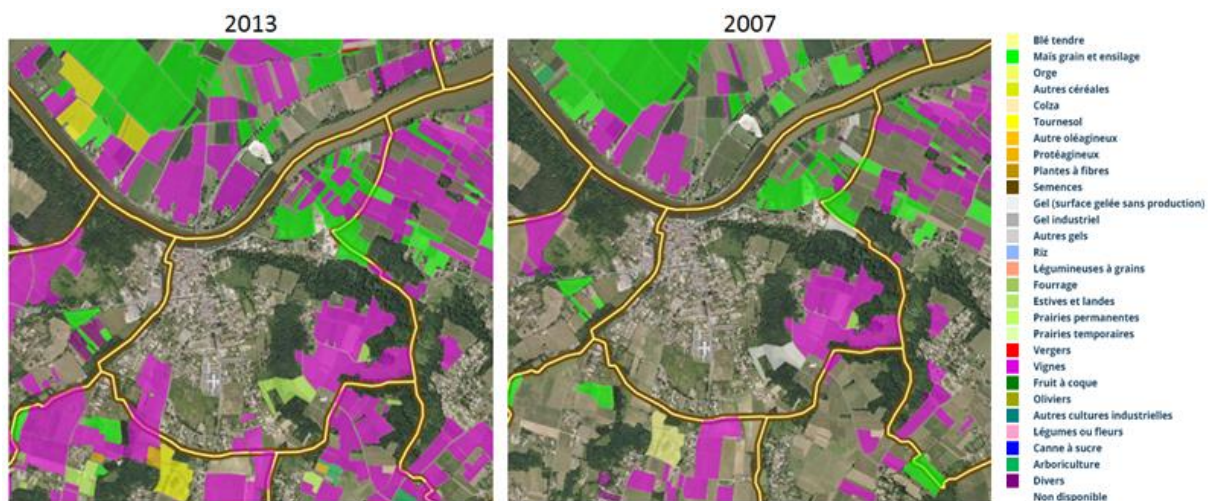 2013
2007
Blé tendre
Maïs grain et ensilage
Orge
Autres céréales
Colza
Tournesol
Autre oléagineux
Protéagineux
Plantes à fibres
Semences
Gel (surface gelée sans production)
Gel industriel
Autres gels
Riz
Légumineuses à grains
Fourrage
Estives et landes
Prairies permanentes
Prairies temporaires
Vergers
Vignes
Fruit à coque
Oliviers
Autres cultures industrielles
Légumes ou fleurs
Canne à sucre
Arboriculture
Divers
Non disponible